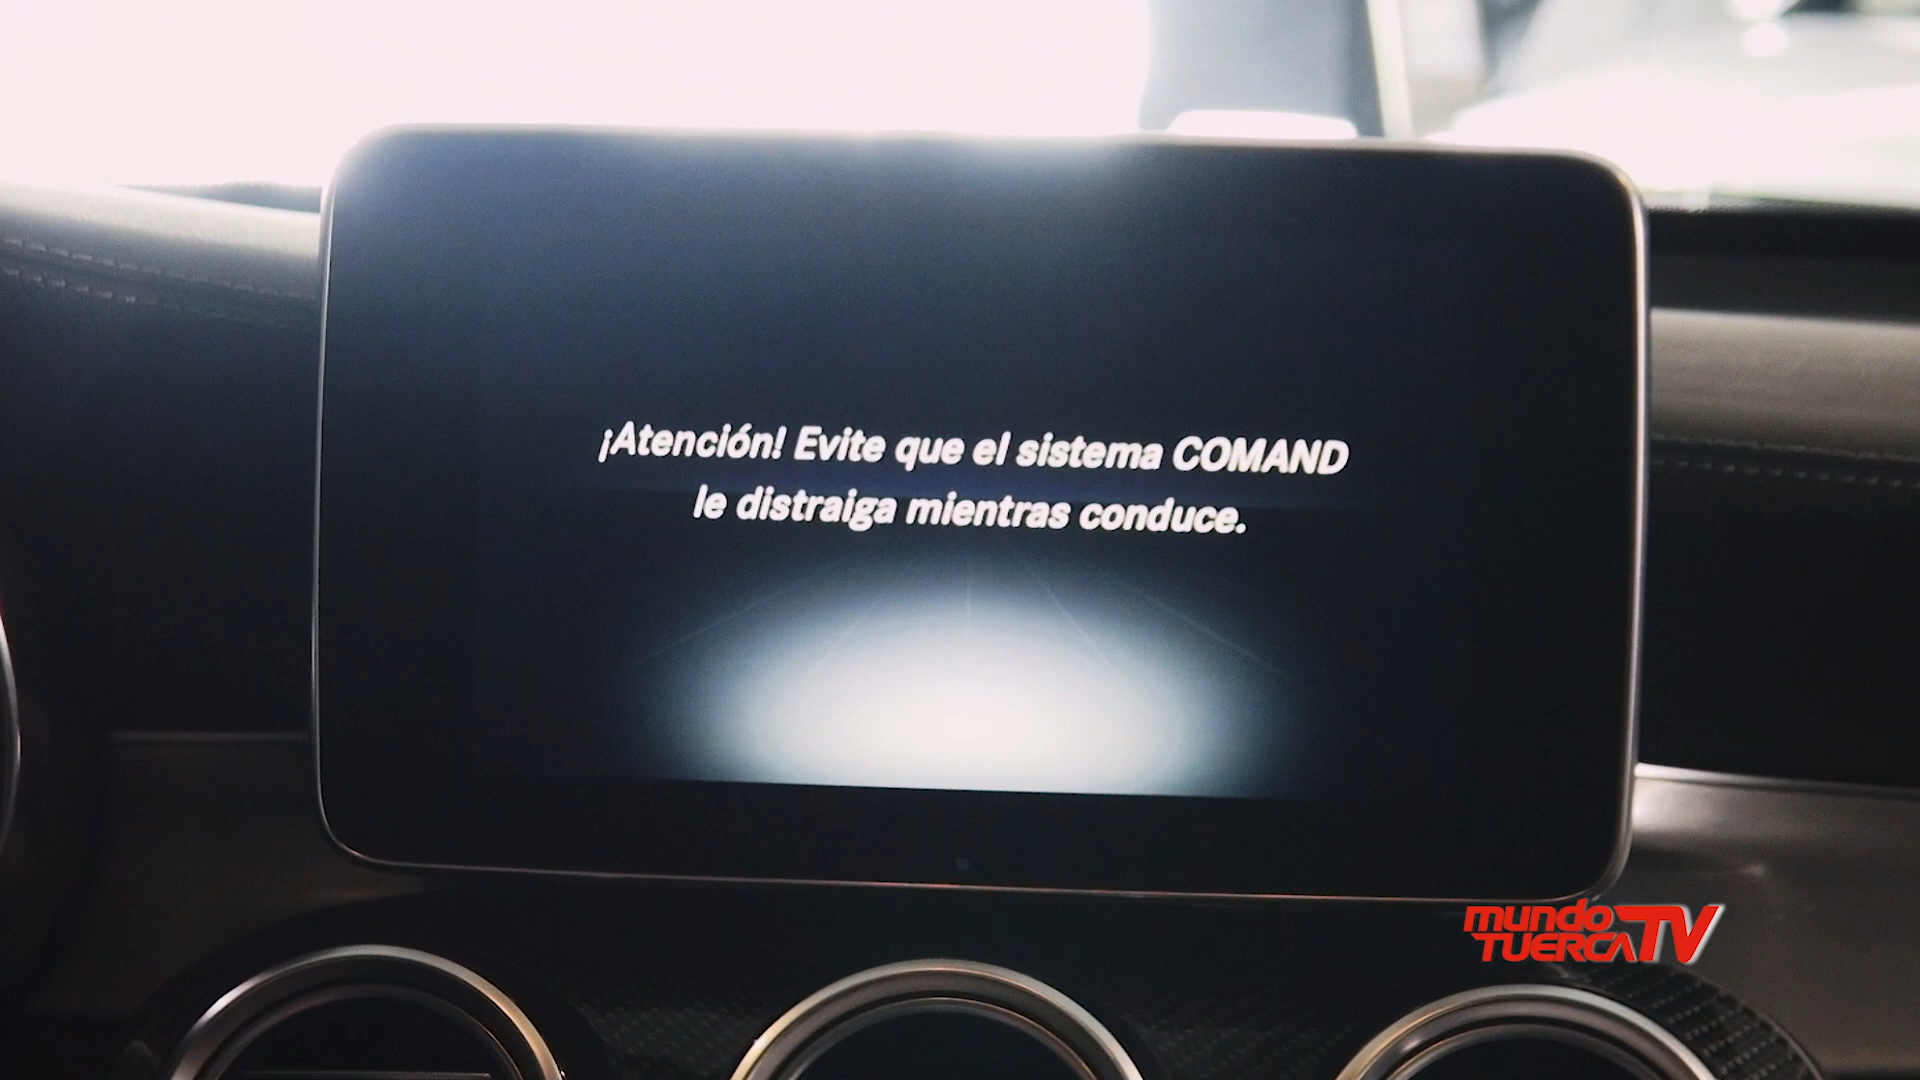 ¡Atención! Evite que el sistema COMAND
le distraiga mientras conduce.
mundo
TUERCA TV